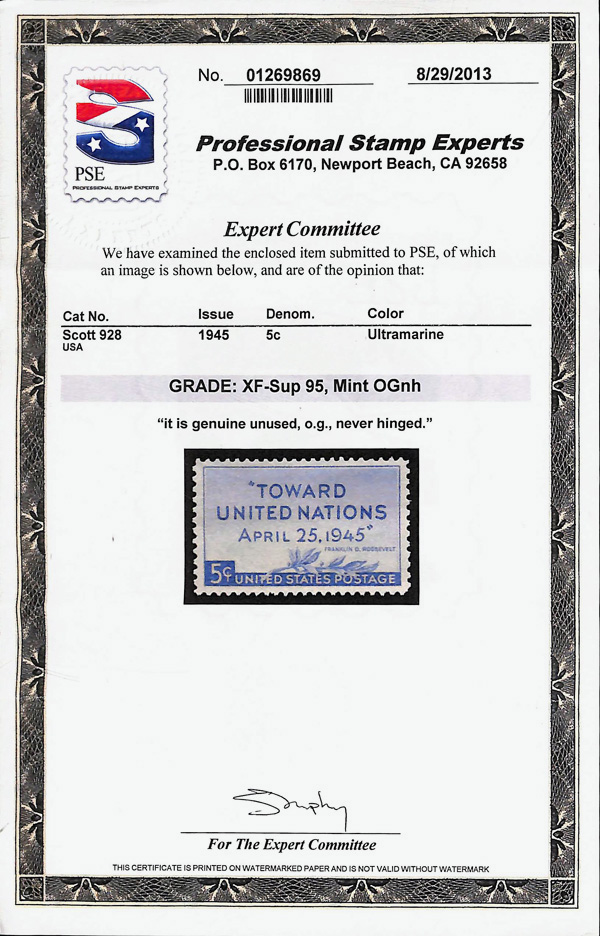 No. 01269869 8/29/2013
PSE
PROFESSIONAL STAMP EXPERTS
Professional Stamp Experts
P.O. Box 6170, Newport Beach, CA 92658
Expert Committee
We have examined the enclosed item submitted to PSE, of which
an image is shown below, and are of the opinion that:
Cat No. Issue Denom. Color
Scott 928 1945 5c Ultramarine
USA
GRADE: XF-Sup 95, Mint OGnh
“it is genuine unused, o.g., never hinged.”
"TOWARD
UNITED NATIONS
APRIL 25, 1945"
FRANKLIN D. ROOSEVELT
5¢ UNITED STATES POSTAGE
For The Expert Committee
THIS CERTIFICATE IS PRINTED ON WATERMARKED PAPER AND IS NOT VALID WITHOUT WATERMARK